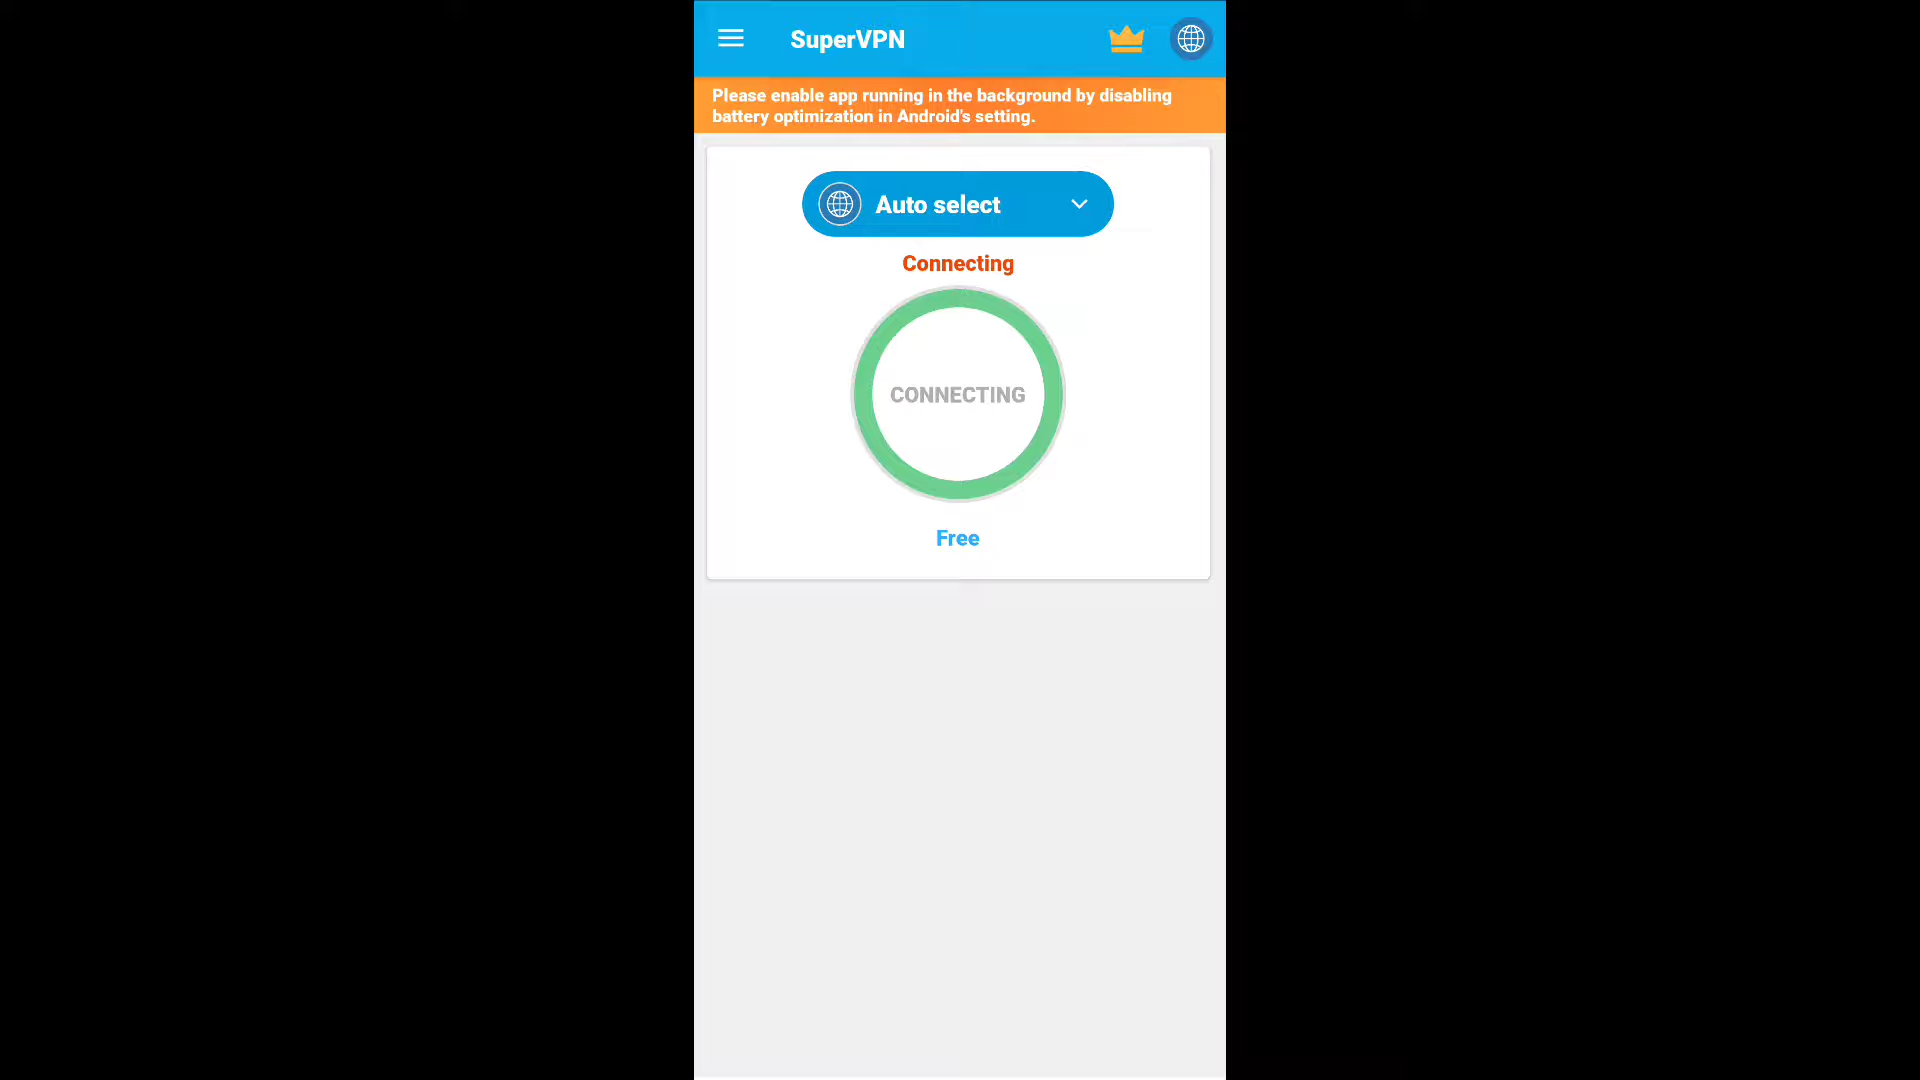 SuperVPN
Please enable app running in the background by disabling
battery optimization in Android's setting.
Auto select
Connecting
CONNECTING
Free